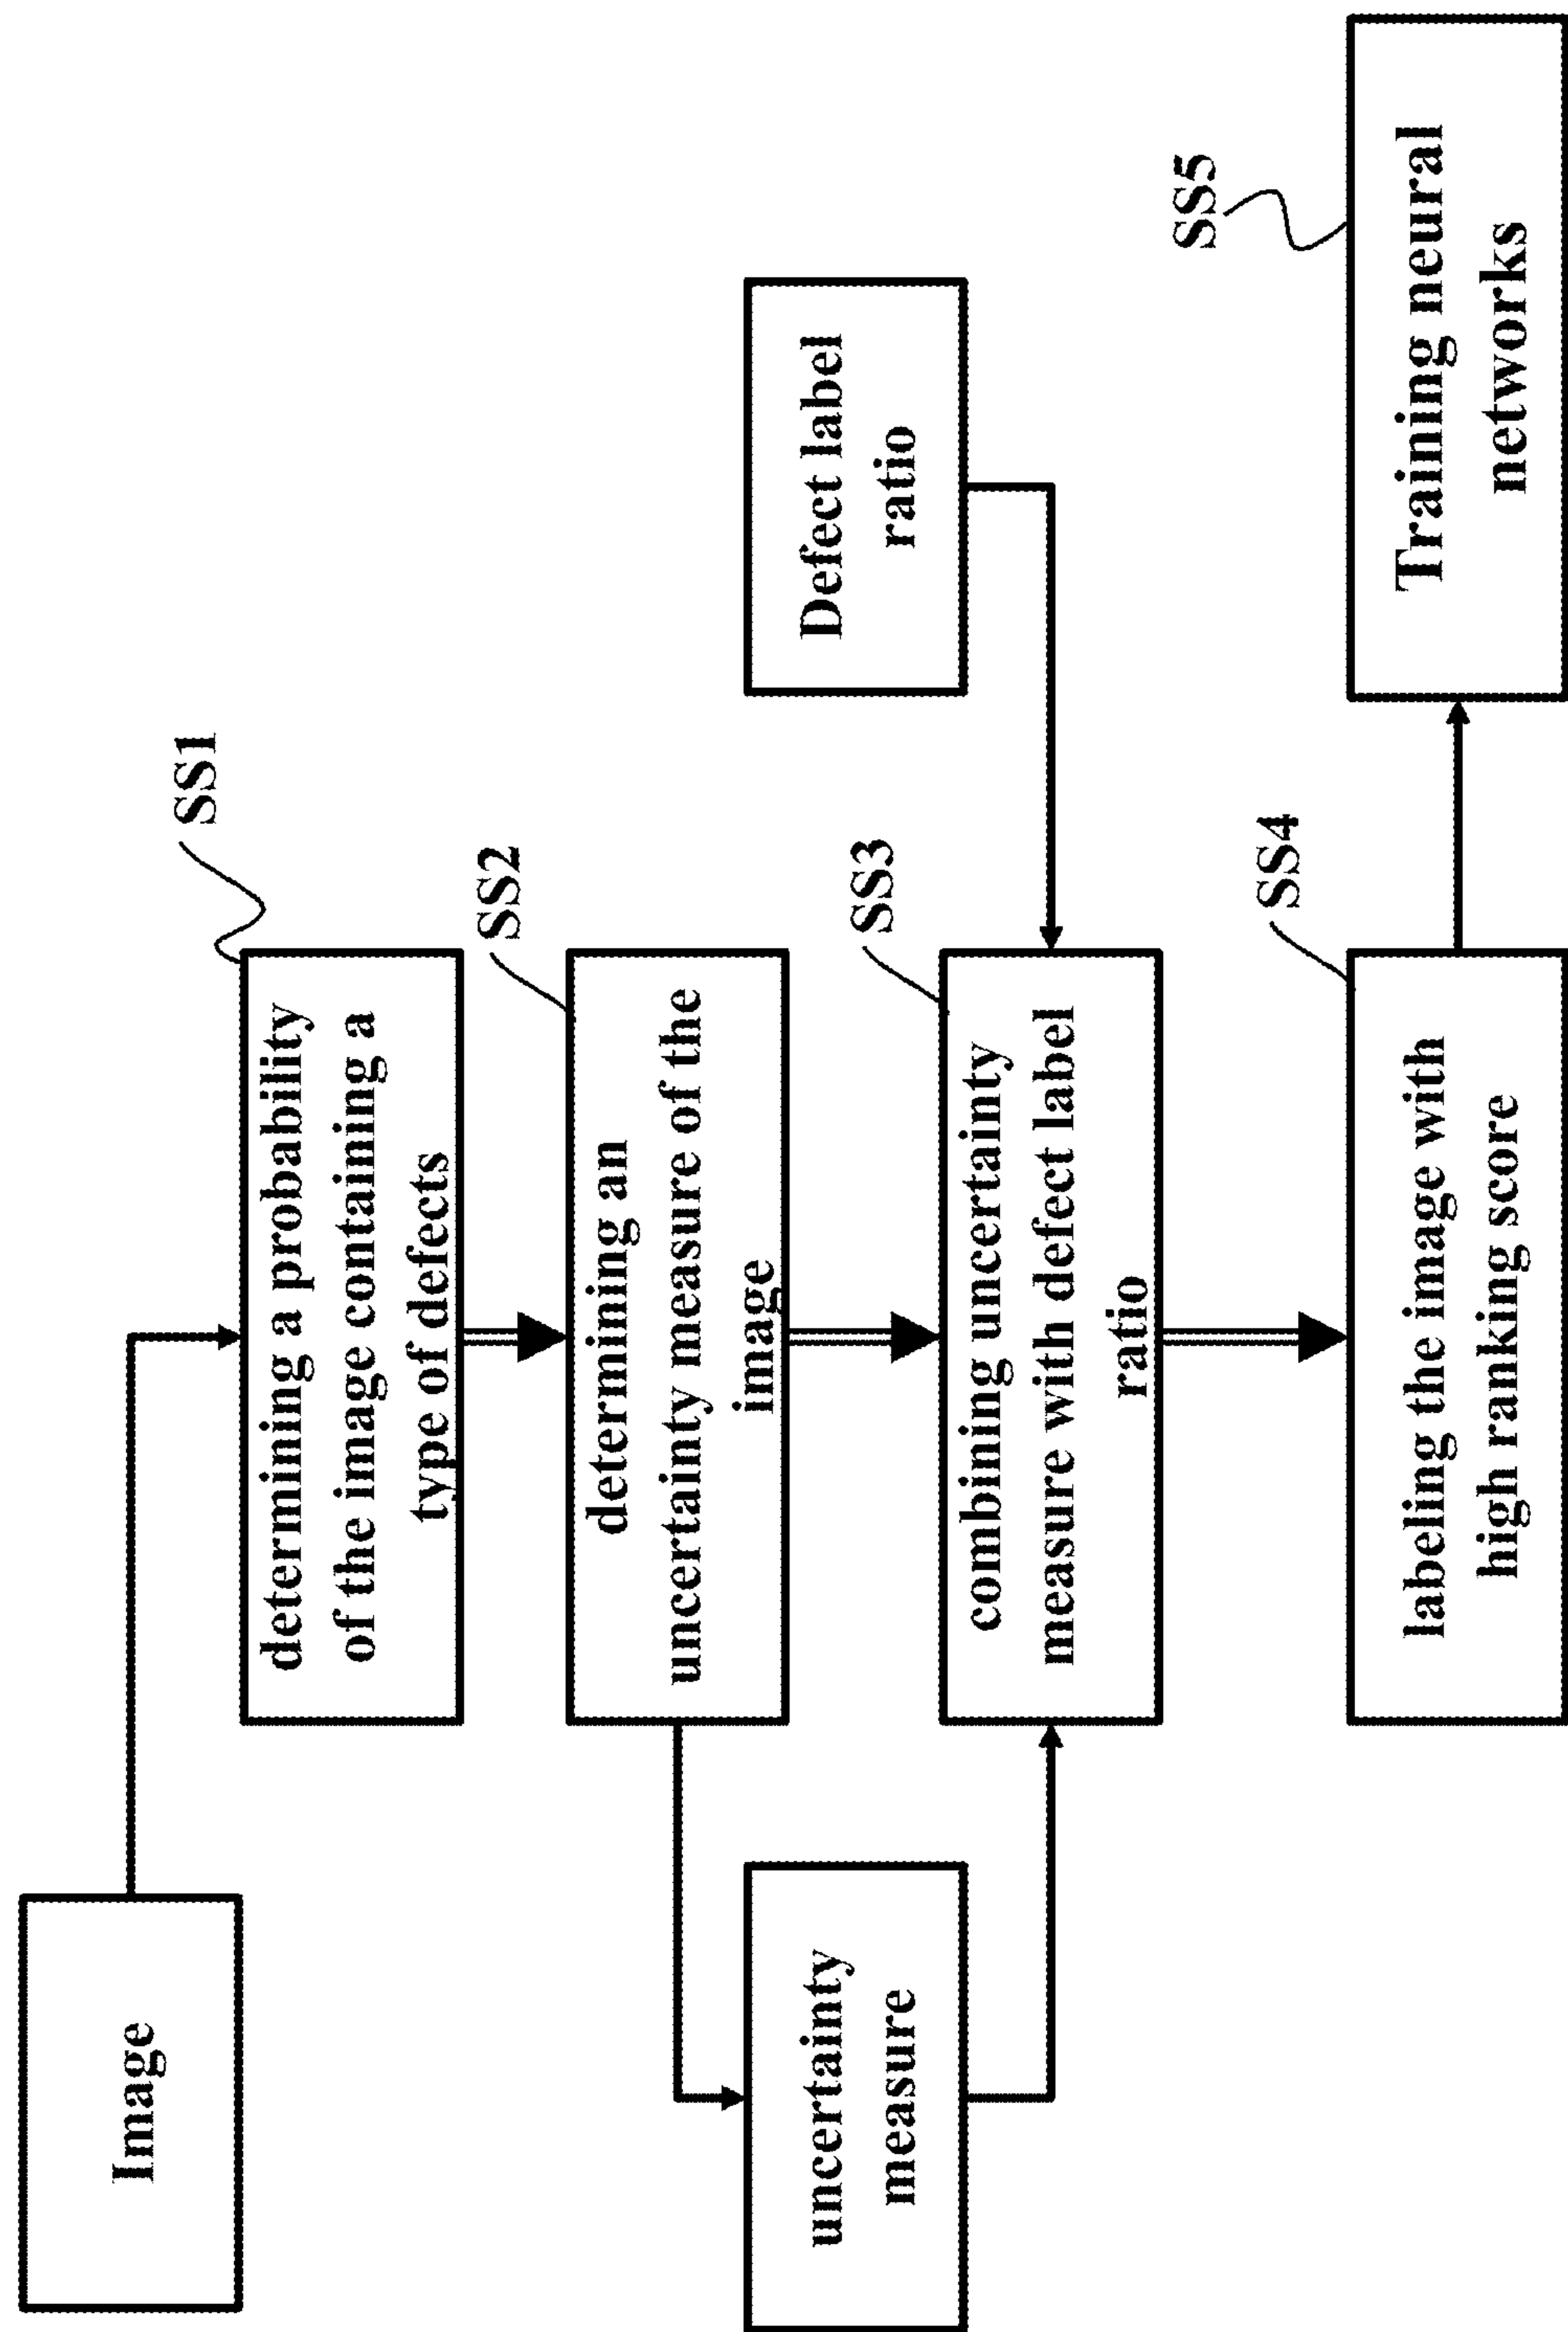 Image
SS1
determining a probability
of the image containing a
type of defects
SS2
determining an
uncertainty measure of the
image
uncertainty
measure
Defect label
ratio
SS3
combining uncertainty
measure with defect label
ratio
SS4
labeling the image with
high ranking score
SS5
Training neural
networks